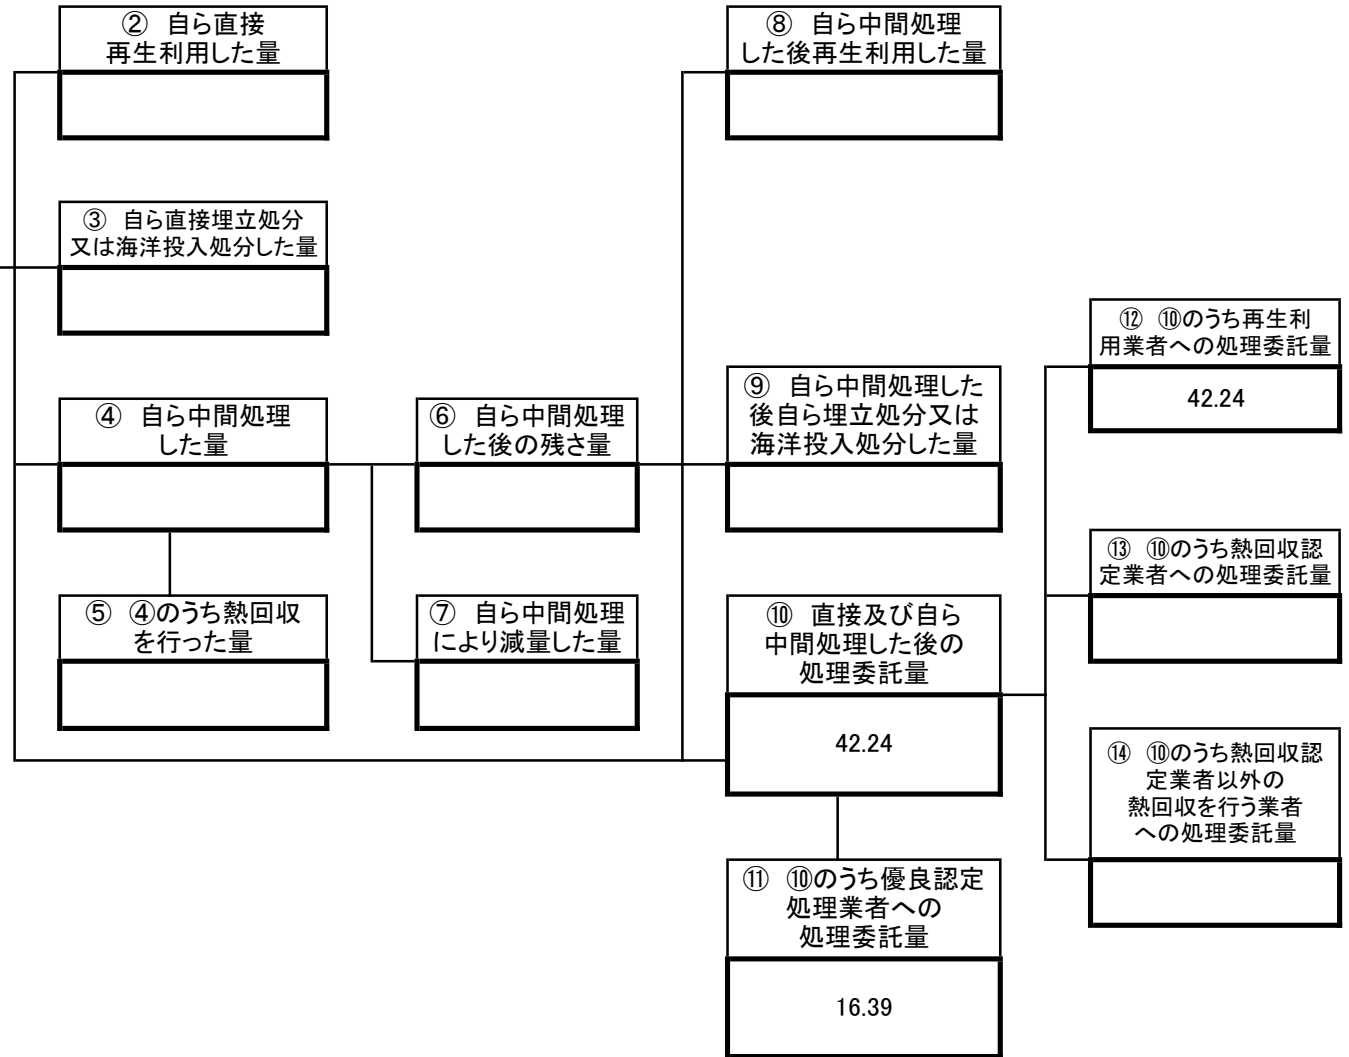 ② 自ら直接
再生利用した量
③ 自ら直接埋立処分
又は海洋投入処分した量
④ 自ら中間処理
した量
⑤ ④のうち熱回収
を行った量
⑥ 自ら中間処理
した後の残さ量
⑦ 自ら中間処理
により減量した量
⑧ 自ら中間処理
した後再生利用した量
⑨ 自ら中間処理した
後自ら埋立処分又は
海洋投入処分した量
⑩ 直接及び自ら
中間処理した後の
処理委託量
42.24
⑪ ⑩のうち優良認定
処理業者への
処理委託量
16.39
⑫ ⑩のうち再生利
用業者への処理委託量
42.24
⑬ ⑩のうち熱回収認
定業者への処理委託量
⑭ ⑩のうち熱回収認
定業者以外の
熱回収を行う業者
への処理委託量